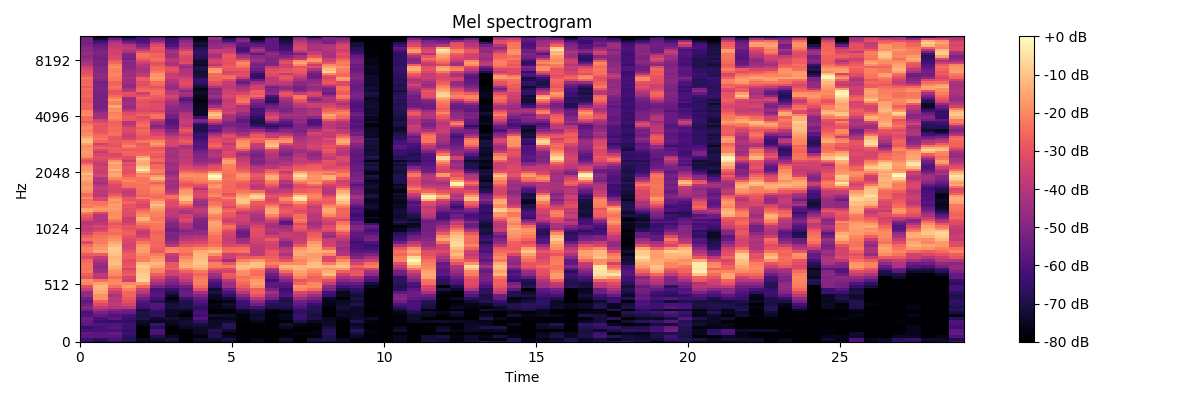 Mel spectrogram
Hz
8192
4096
2048
1024
512
0
0 5 10 15 20 25
Time
+0 dB
-10 dB
-20 dB
-30 dB
-40 dB
-50 dB
-60 dB
-70 dB
-80 dB